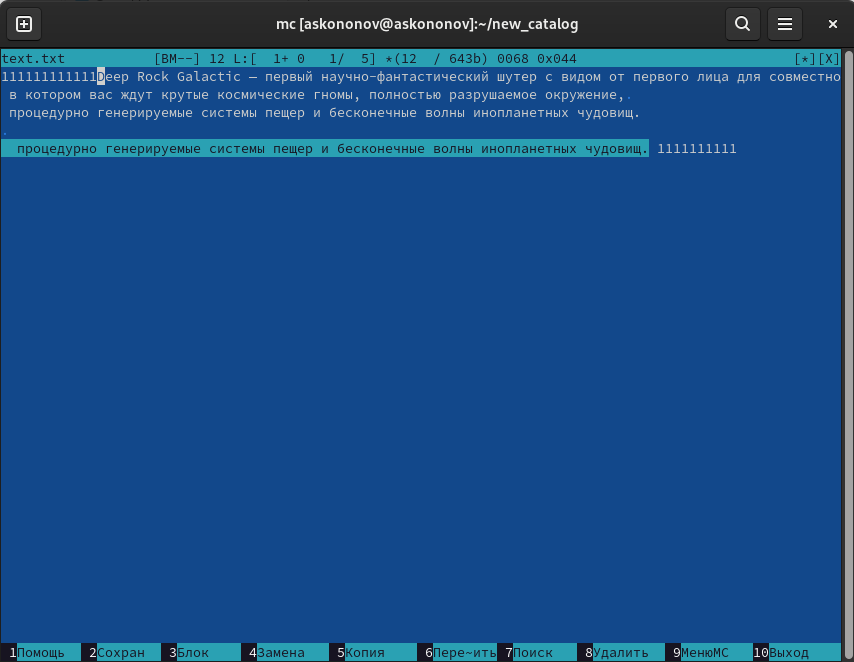 mc [askononov@askononov]:~/new_catalog
text.txt [BM--] 12 L:[ 1+ 0 1/ 5] *(12 / 643b) 0068 0x044 [*][X]
111111111111Deep Rock Galactic — первый научно-фантастический шутер с видом от первого лица для совместно
в котором вас ждут крутые космические гномы, полностью разрушаемое окружение,.
процедурно генерируемые системы пещер и бесконечные волны инопланетных чудовищ.
.
процедурно генерируемые системы пещер и бесконечные волны инопланетных чудовищ. 1111111111
1Помощь 2Сохран 3Блок 4Замена 5Копия 6Пере~ить 7Поиск 8Удалить 9МенюМС 10Выход